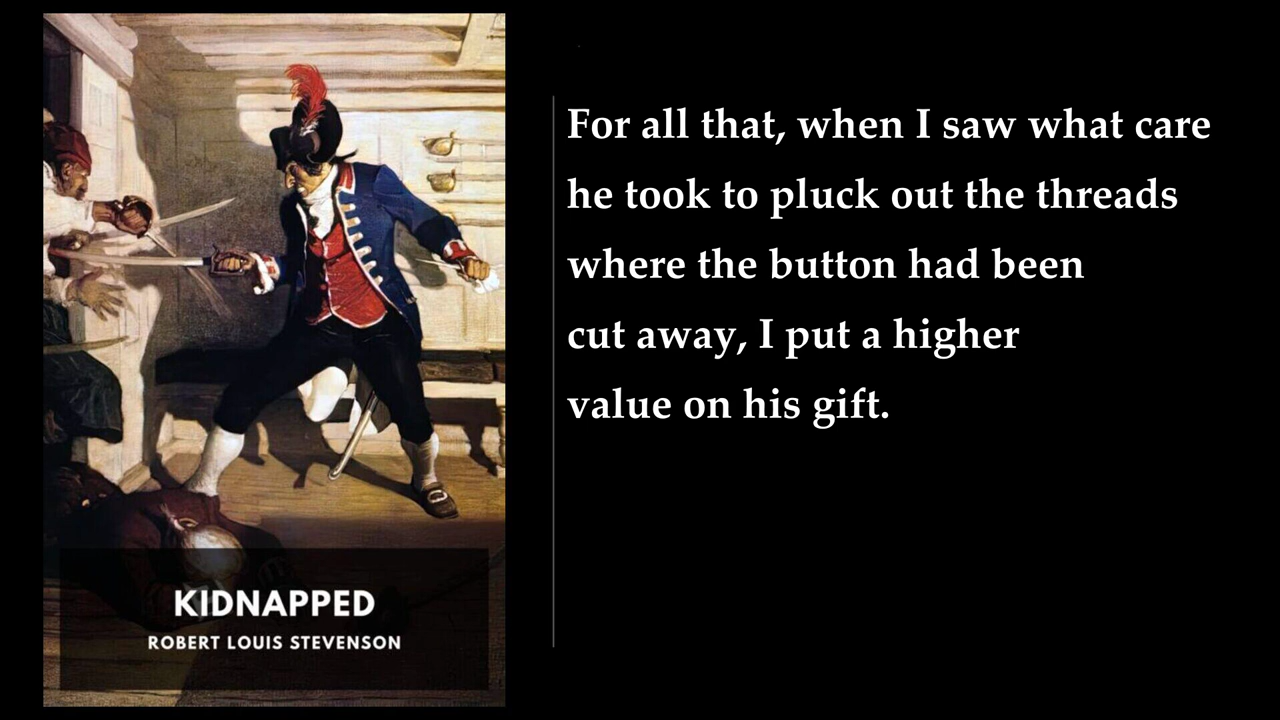 KIDNAPPED
ROBERT LOUIS STEVENSON
For all that, when I saw what care
he took to pluck out the threads
where the button had been
cut away, I put a higher
value on his gift.